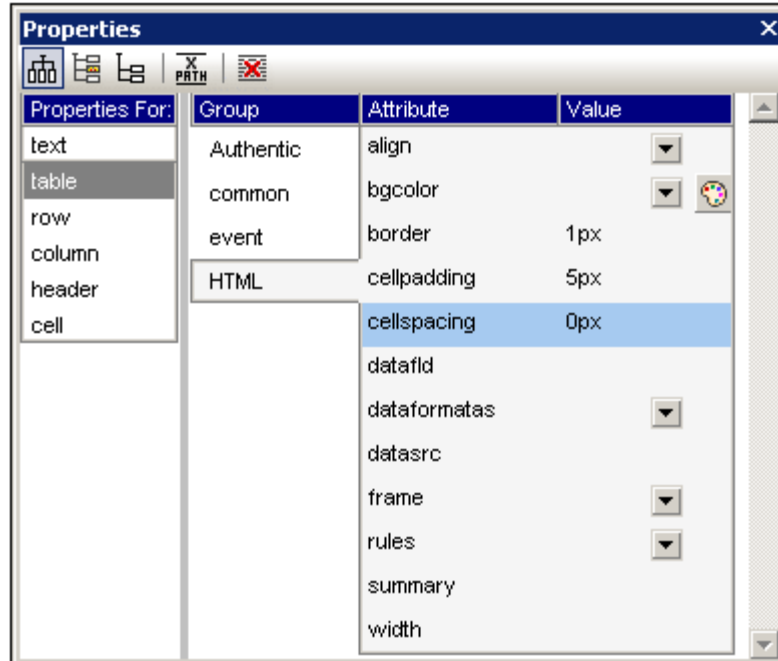 Properties
X
PATH
Properties For:
Group
Attribute
Value
text
table
row
column
header
cell
Authentic
common
event
HTML
align
bgcolor
border 1px
cellpadding 5px
cellspacing 0px
datafld
dataformatas
datasrc
frame
rules
summary
width